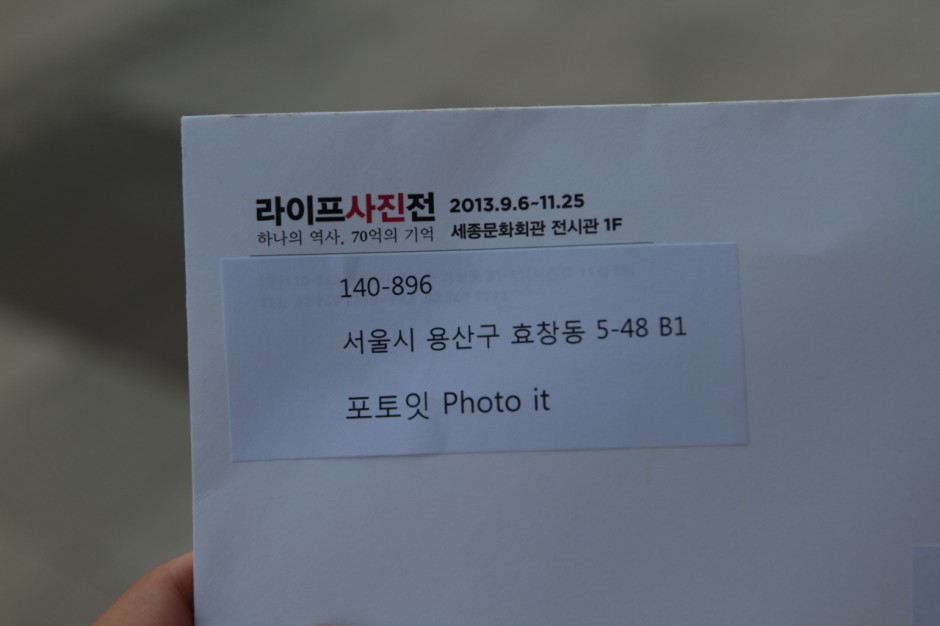 라이프사진전 2013.9.6~11.25
하나의 역사, 70억의 기억 세종문화회관 전시관 1F
140-896
서울시 용산구 효창동 5-48 B1
포토잇 Photo it